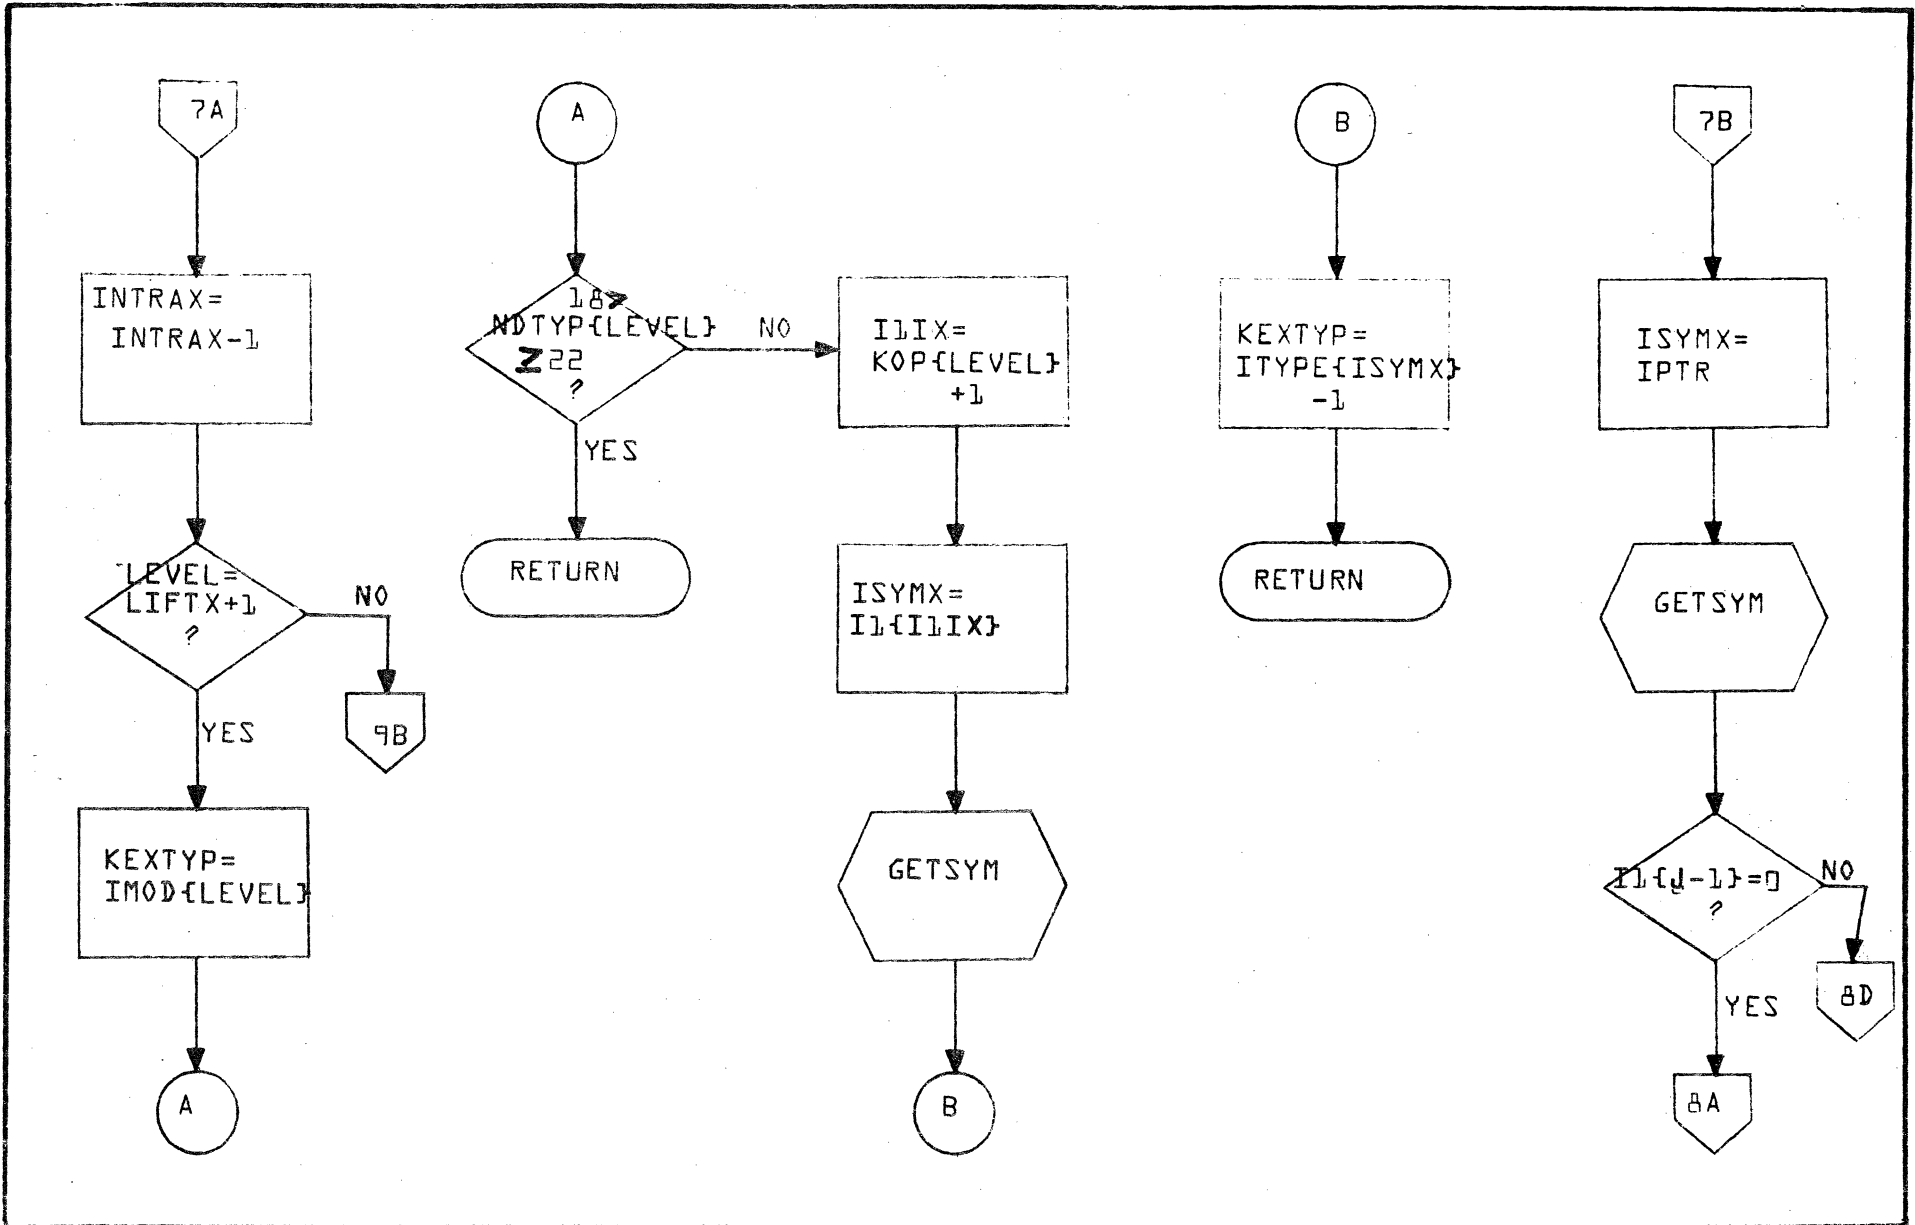 7A
INTRAX=
INTRAX-1
LEVEL=
LIFTX+1
?
NO
9B
YES
KEXTYP=
IMOD{LEVEL}
A
A
18>
NDTYP{LEVEL}
22
?
NO
YES
RETURN
I1IX=
KOP{LEVEL}
+1
ISYMX=
I1{I1IX}
GETSYM
B
B
KEXTYP=
ITYPE{ISYMX}
-1
RETURN
7B
ISYMX=
IPTR
GETSYM
I1{J-1}=0
?
NO
8D
YES
8A